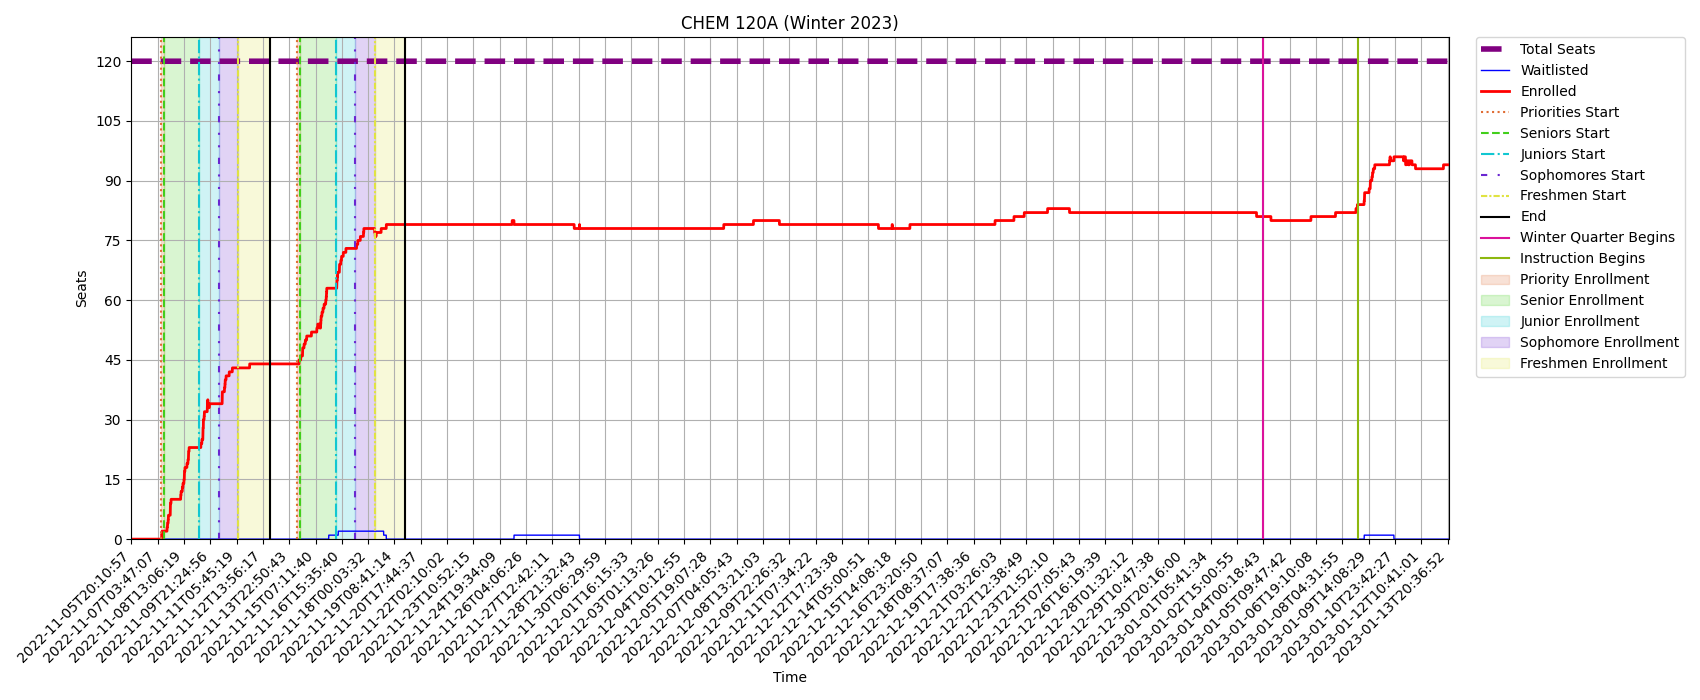 CHEM 120A (Winter 2023)
120
105
90
75
60
45
30
15
0
Seats
2022-11-05T20:10:57
2022-11-07T03:47:07
2022-11-08T13:06:19
2022-11-09T21:24:56
2022-11-11T05:45:19
2022-11-12T13:56:17
2022-11-13T22:50:43
2022-11-15T07:11:40
2022-11-16T15:35:40
2022-11-18T00:03:32
2022-11-19T08:41:14
2022-11-20T17:44:37
2022-11-22T02:10:02
2022-11-23T10:52:15
2022-11-24T19:34:09
2022-11-26T04:06:26
2022-11-27T12:42:11
2022-11-28T21:32:43
2022-11-30T06:29:59
2022-12-01T16:15:33
2022-12-03T01:13:26
2022-12-04T10:12:55
2022-12-05T19:07:28
2022-12-07T04:05:43
2022-12-08T13:21:03
2022-12-09T22:26:32
2022-12-11T07:34:22
2022-12-12T17:23:38
2022-12-14T05:00:51
2022-12-15T14:08:18
2022-12-16T23:20:50
2022-12-18T08:37:07
2022-12-19T17:38:36
2022-12-21T03:26:03
2022-12-22T12:38:49
2022-12-23T21:52:10
2022-12-25T07:05:43
2022-12-26T16:19:39
2022-12-28T01:32:12
2022-12-29T10:47:38
2022-12-30T20:16:00
2023-01-01T05:41:34
2023-01-02T15:00:55
2023-01-04T00:18:43
2023-01-05T09:47:42
2023-01-06T19:10:08
2023-01-08T04:31:55
2023-01-09T14:08:29
2023-01-10T23:42:27
2023-01-12T10:41:01
2023-01-13T20:36:52
Time
Total Seats
Waitlisted
Enrolled
Priorities Start
Seniors Start
Juniors Start
Sophomores Start
Freshmen Start
End
Winter Quarter Begins
Instruction Begins
Priority Enrollment
Senior Enrollment
Junior Enrollment
Sophomore Enrollment
Freshmen Enrollment